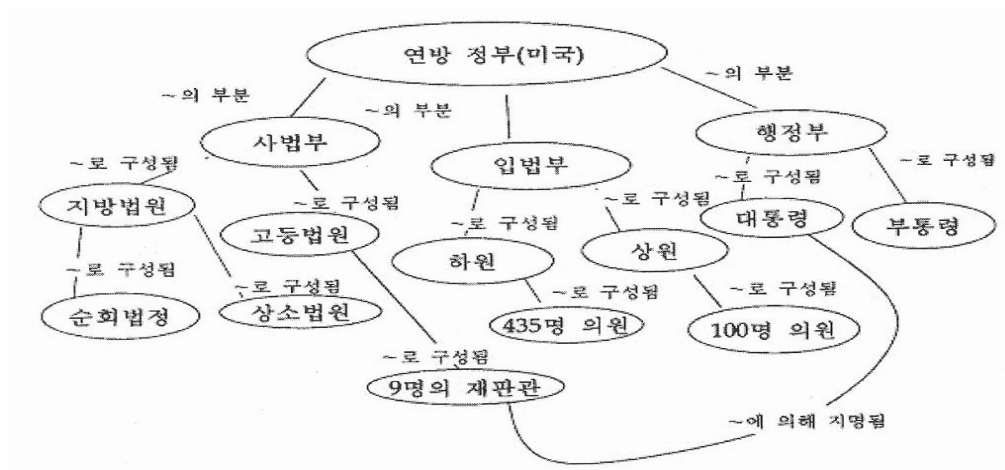 연방 정부(미국)
~의 부분
~의 부분
~의 부분
사법부
입법부
행정부
~로 구성됨
~로 구성됨
~로 구성됨
~로 구성됨
~로 구성됨
~로 구성됨
지방법원
고등법원
하원
상원
대통령
부통령
~로 구성됨
~로 구성됨
~로 구성됨
~로 구성됨
순회법정
상소법원
435명 의원
100명 의원
~로 구성됨
9명의 재판관
~에 의해 지명됨